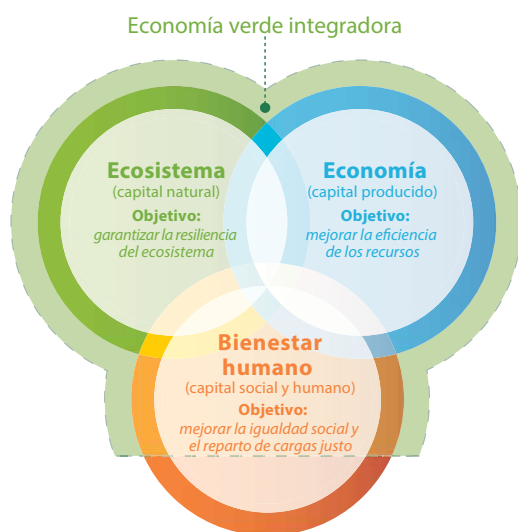 Economía verde integradora
Ecosistema
(capital natural)
Objetivo:
garantizar la resiliencia
del ecosistema
Economía
(capital producido)
Objetivo:
mejorar la eficiencia
de los recursos
Bienestar
humano
(capital social y humano)
Objetivo:
mejorar la igualdad social y
el reparto de cargas justo